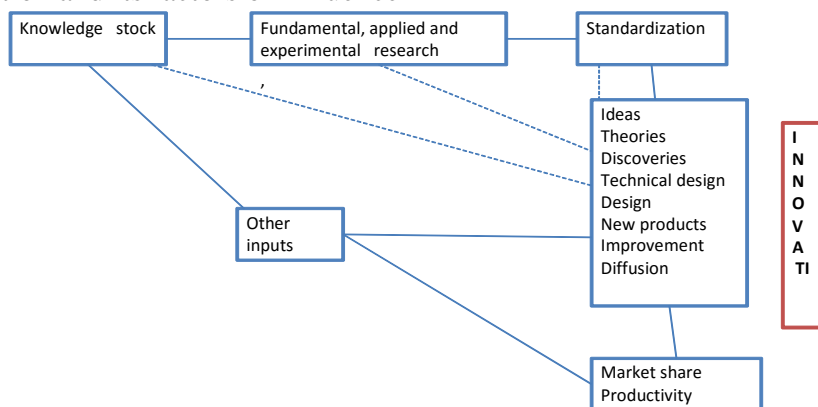 Knowledge stock
Fundamental, applied and
experimental research
Standardization
,
Ideas
Theories
Discoveries
Technical design
Design
New products
Improvement
Diffusion
I
N
N
O
V
A
TI
Other
inputs
Market share
Productivity